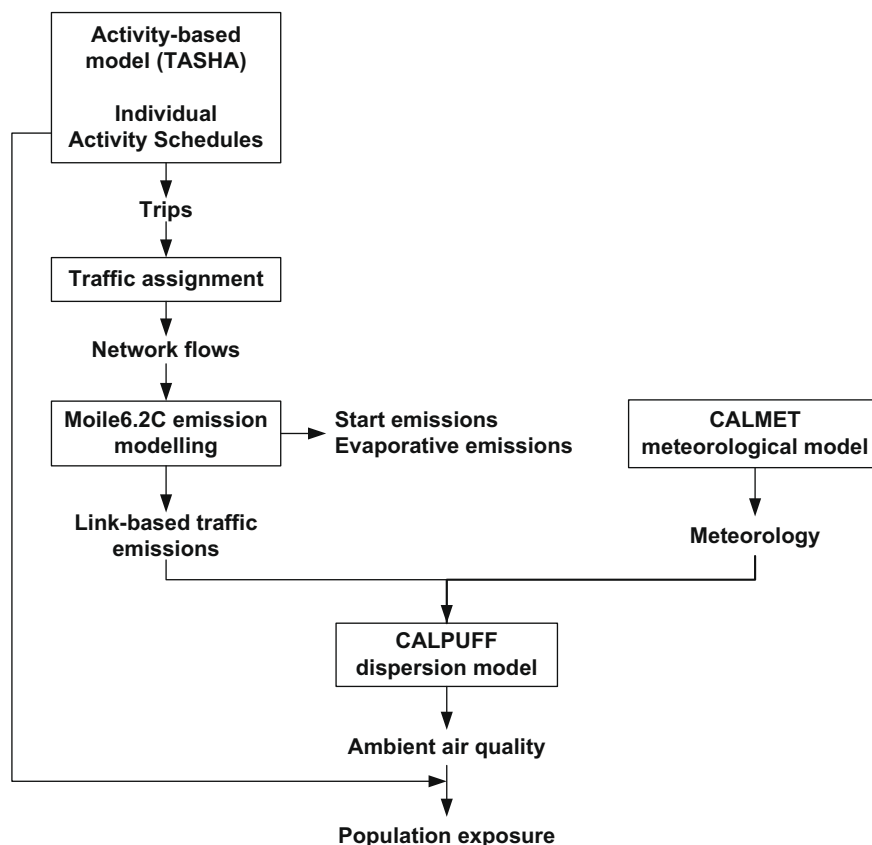 Activity-based
model (TASHA)
Individual
Activity Schedules
Trips
Traffic assignment
Network flows
Moile6.2C emission
modelling
Start emissions
Evaporative emissions
CALMET
meteorological model
Link-based traffic
emissions
Meteorology
CALPUFF
dispersion model
Ambient air quality
Population exposure